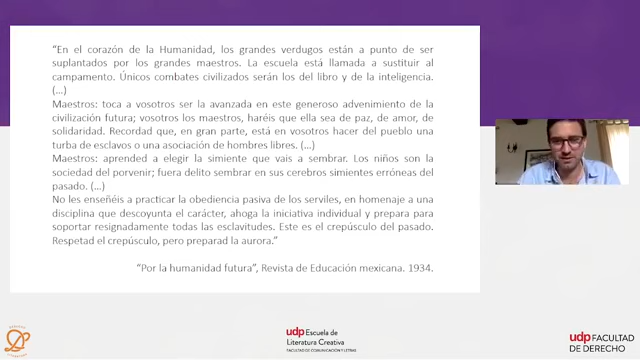 “En el corazón de la Humanidad, los grandes verdugos están a punto de ser
suplantados por los grandes maestros. La escuela está llamada a sustituir al
campamento. Únicos combates civilizados serán los del libro y de la inteligencia.
(…)
Maestros: toca a vosotros ser la avanzada en este generoso advenimiento de la
civilización futura; vosotros los maestros, haréis que ella sea de paz, de amor, de
solidaridad. Recordad que, en gran parte, está en vosotros hacer del pueblo una
turba de esclavos o una asociación de hombres libres. (…)
Maestros: aprended a elegir la simiente que vais a sembrar. Los niños son la
sociedad del porvenir; fuera delito sembrar en sus cerebros simientes erróneas del
pasado. (…)
No les enseñéis a practicar la obediencia pasiva de los serviles, en homenaje a una
disciplina que descoyunta el carácter, ahoga la iniciativa individual y prepara para
soportar resignadamente todas las esclavitudes. Este es el crepúsculo del pasado.
Respetad el crepúsculo, pero preparad la aurora.”
“Por la humanidad futura”, Revista de Educación mexicana. 1934.
udp Escuela de
Literatura Creativa
FACULTAD DE COMUNICACIÓN Y LETRAS
udp FACULTAD
DE DERECHO